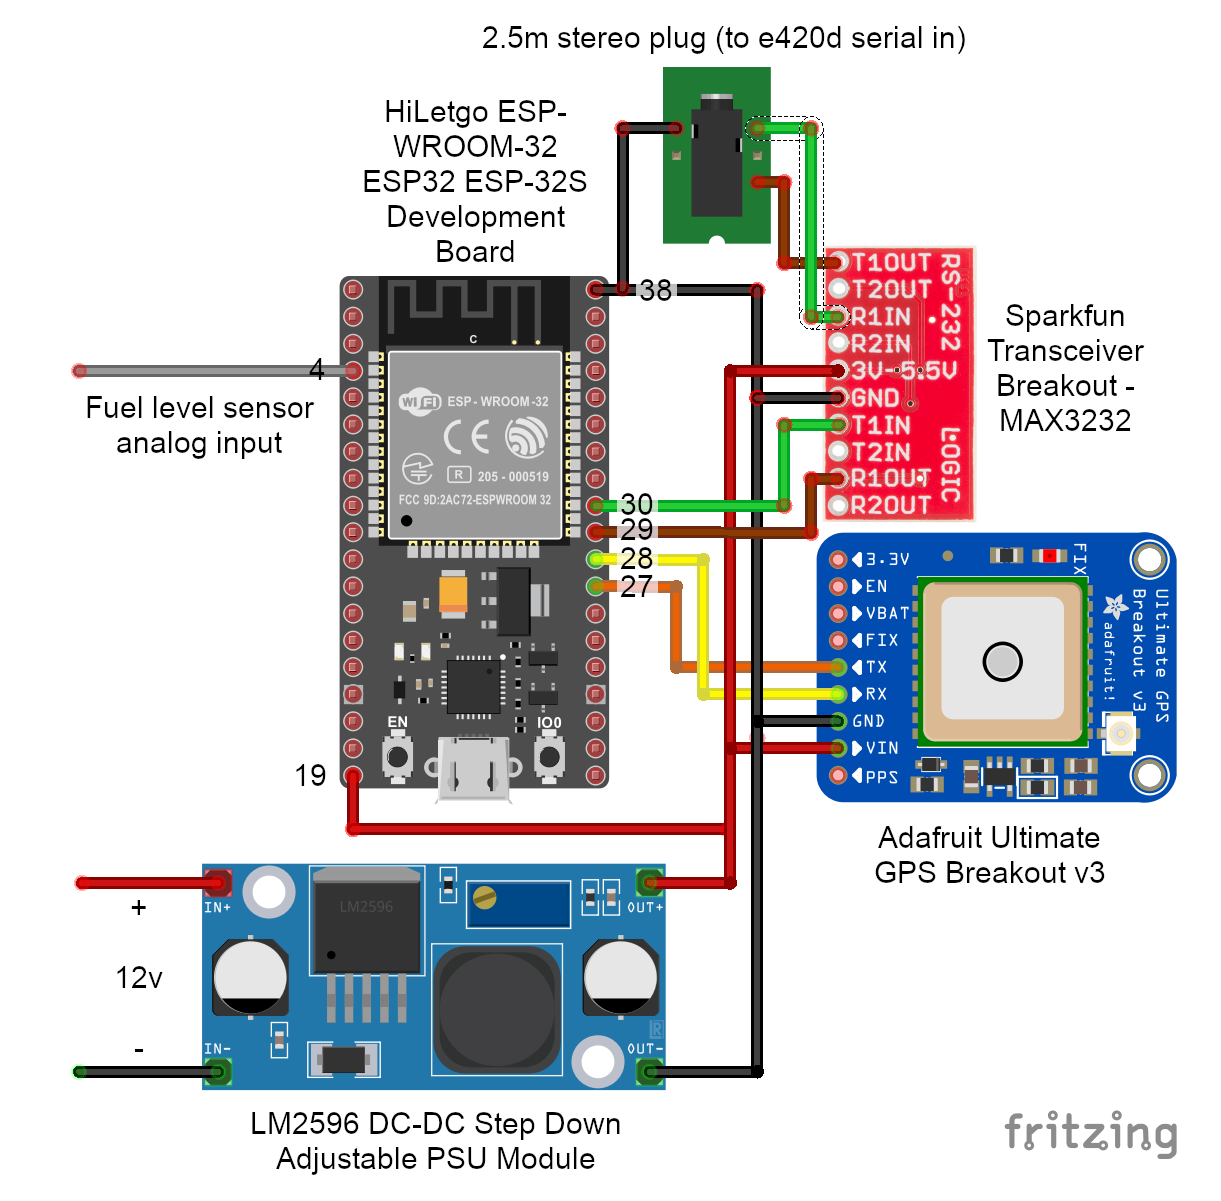 2.5m stereo plug (to e420d serial in)
HiLetgo ESP-
WROOM-32
ESP32 ESP-32S
Development
Board
38
4
Fuel level sensor
analog input
C
WiFi
ESP - WROOM -32
CE
R
205 - 000519
FCC 9D:2AC72-ESPWROOM 32
30
29
28
27
EN
IO0
19
T1OUT
T2OUT
R1IN
R2IN
3V-5.5V
GND
T1IN
T2IN
R1OUT
R2OUT
RS-232
LOGIC
Sparkfun
Transceiver
Breakout -
MAX3232
3.3V
EN
VBAT
FIX
TX
RX
GND
VIN
PPS
FIX
adafruit!
Ultimate GPS
Breakout v3
Adafruit Ultimate
GPS Breakout v3
+
12v
-
IN+
IN-
LM2596
OUT+
OUT-
R
LM2596 DC-DC Step Down
Adjustable PSU Module
fritzing